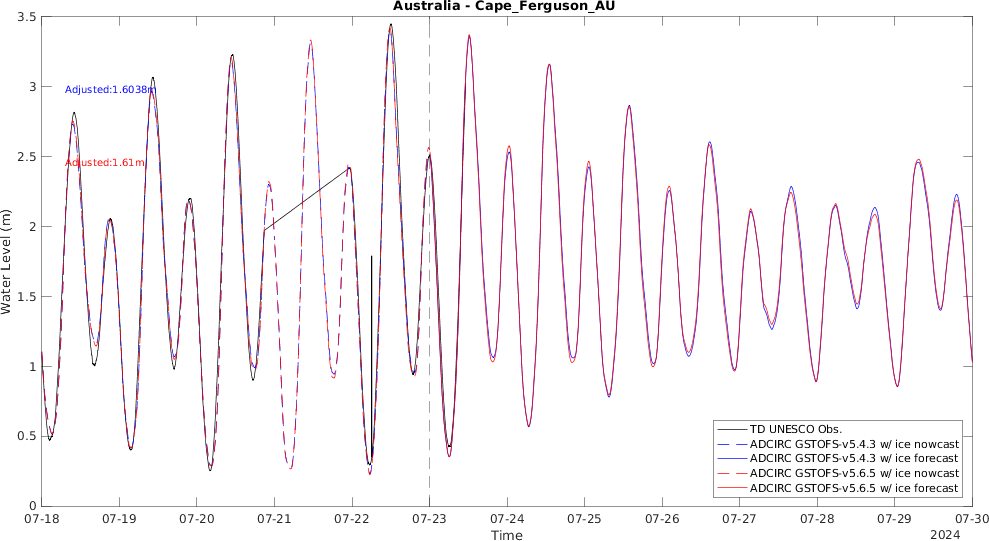 Australia - Cape_Ferguson_AU
3.5
3
2.5
2
1.5
1
0.5
0
Water Level (m)
Adjusted:1.6038m
Adjusted:1.61m
TD UNESCO Obs.
ADCIRC GSTOFS-v5.4.3 w/ ice nowcast
ADCIRC GSTOFS-v5.4.3 w/ ice forecast
ADCIRC GSTOFS-v5.6.5 w/ ice nowcast
ADCIRC GSTOFS-v5.6.5 w/ ice forecast
07-18 07-19 07-20 07-21 07-22 07-23 07-24 07-25 07-26 07-27 07-28 07-29 07-30
Time
2024